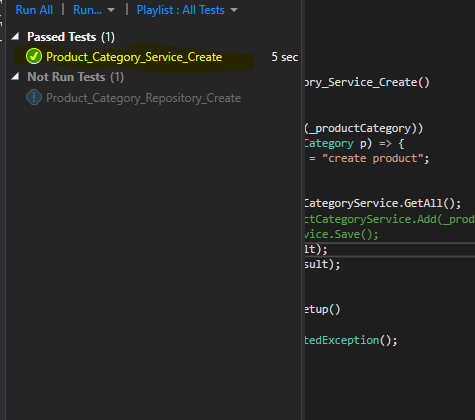 Run All | Run... ▾ | Playlist : All Tests ▾
Passed Tests (1)
Product_Category_Service_Create 5 sec
Not Run Tests (1)
Product_Category_Repository_Create
ory_Service_Create()
(_productCategory))
Category p) => {
= "create product";
CategoryService.GetAll();
ctCategoryService.Add(_prod
vice.Save();
lt);
sult);
etup()
tedException();